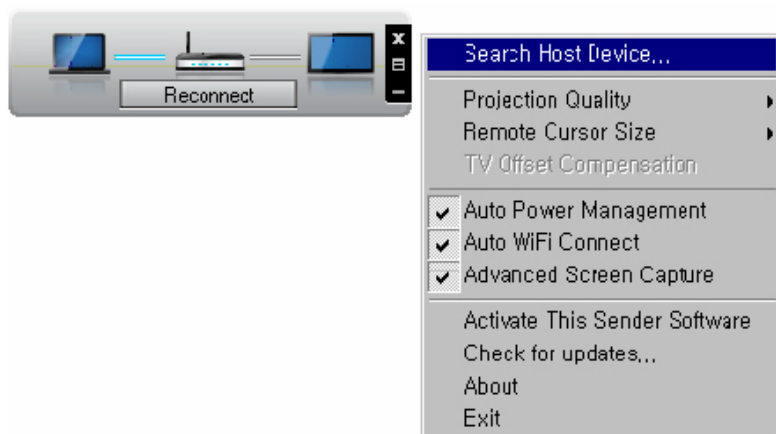 Reconnect
Search Host Device...
Projection Quality
Remote Cursor Size
TV Offset Compensation
Auto Power Management
Auto WiFi Connect
Advanced Screen Capture
Activate This Sender Software
Check for updates...
About
Exit